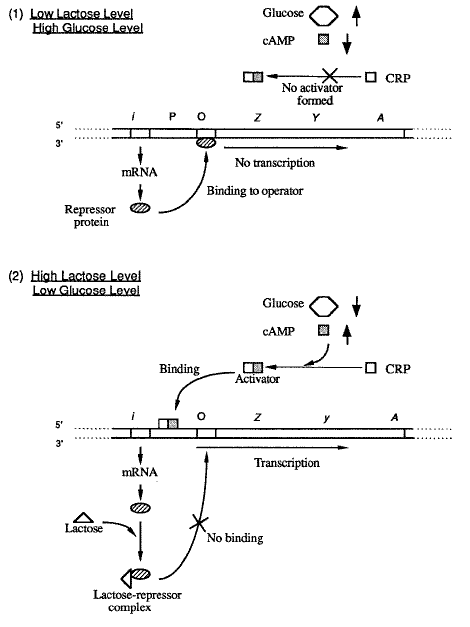 (1) Low Lactose Level
High Glucose Level
Glucose
cAMP
CRP
No activator
formed
i P O Z Y A
5'
3'
mRNA
No transcription
Binding to operator
Repressor
protein
(2) High Lactose Level
Low Glucose Level
Glucose
cAMP
Binding
Activator
CRP
i O Z y A
5'
3'
Transcription
mRNA
Lactose
No binding
Lactose-repressor
complex